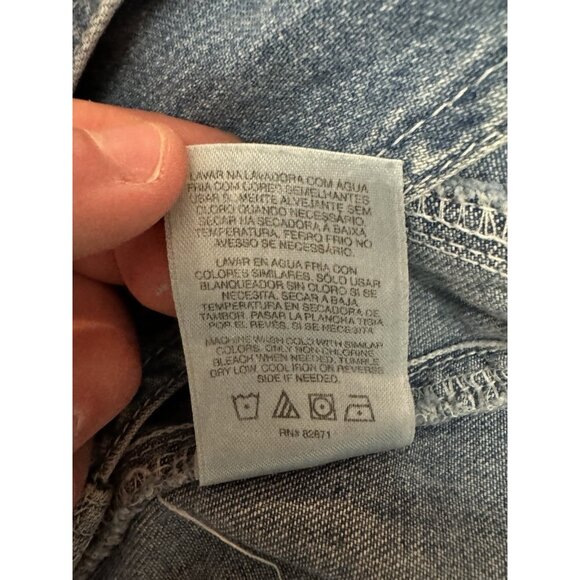 LAVAR NA LAVADORA COM AGUA
FRIA COM CORES SEMELHANTES
USAR SOMENTE ALVEJANTE SEM
CLORO QUANDO NECESSARIO
SECAR HA SECADORA A BAIXA
TEMPERATURA. FERRO FRIO NO
AVESSO SE NECESSARIO.
LAVAR EN AGUA FRIA CON
COLORES SIMILARES. SÓLO USAR
BLANQUEADOR SIN CLORO SI SE
NECESITA. SECAR A BAJA
TEMPERATURA EN SECADORA DE
TAMBOR. PASAR LA PLANCHA TIBIA
POR EL REVÉS. SI SE NECESITA
MACHINE WASH COLD WITH SIMILAR
COLORS. ONLY NON-CHLORINE
BLEACH WHEN NEEDED. TUMBLE
DRY LOW. COOL IRON ON REVERSE
SIDE IF NEEDED.
RN# 82871